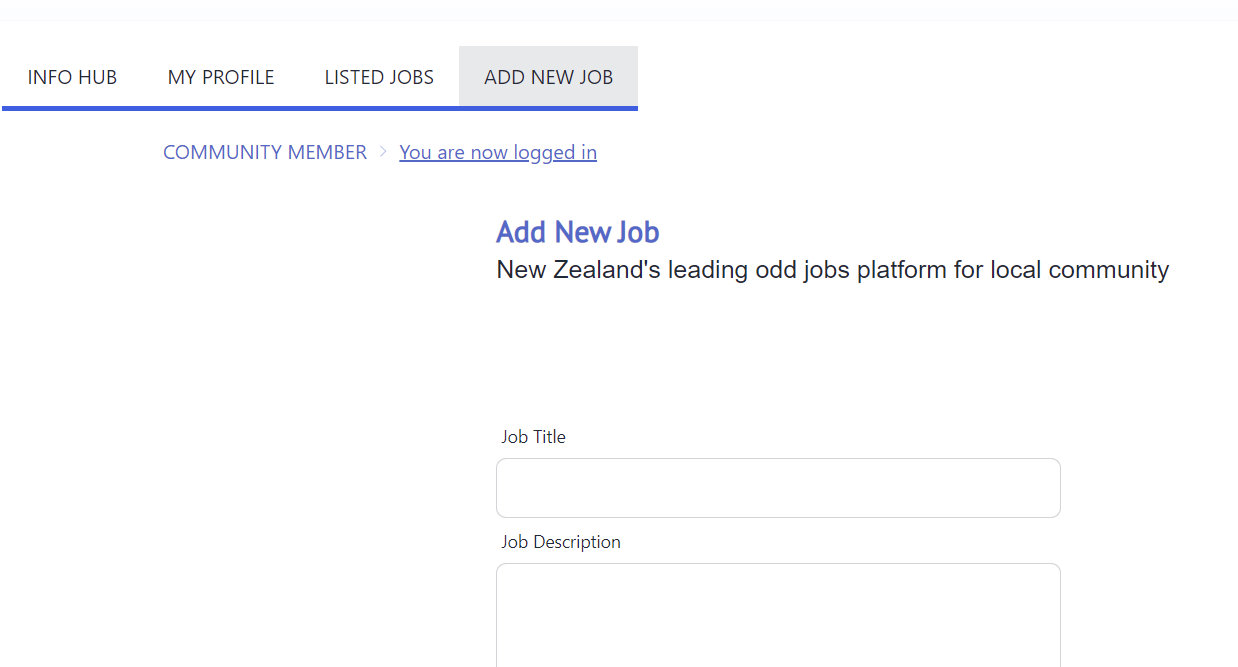 INFO HUB MY PROFILE LISTED JOBS ADD NEW JOB
COMMUNITY MEMBER > You are now logged in
Add New Job
New Zealand's leading odd jobs platform for local community
Job Title
Job Description